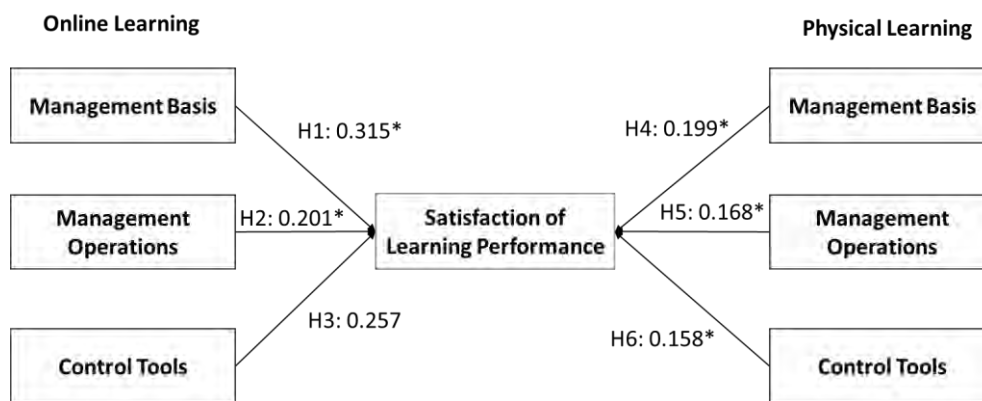 Online Learning
Physical Learning
Management Basis
Management Basis
H1: 0.315*
H4: 0.199*
Management
Operations
H2: 0.201*
Satisfaction of
Learning Performance
H5: 0.168*
Management
Operations
H3: 0.257
H6: 0.158*
Control Tools
Control Tools